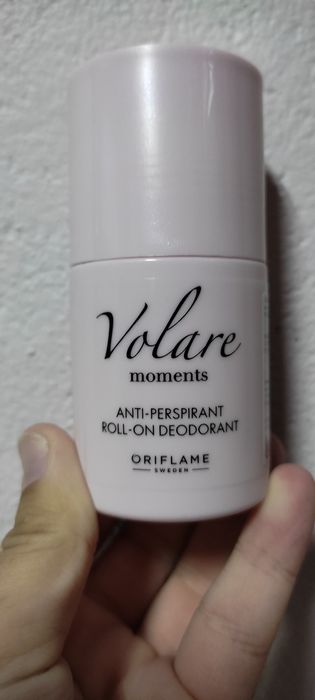 Volare
moments
ANTI-PERSPIRANT
ROLL-ON DEODORANT
ORIFLAME
SWEDEN